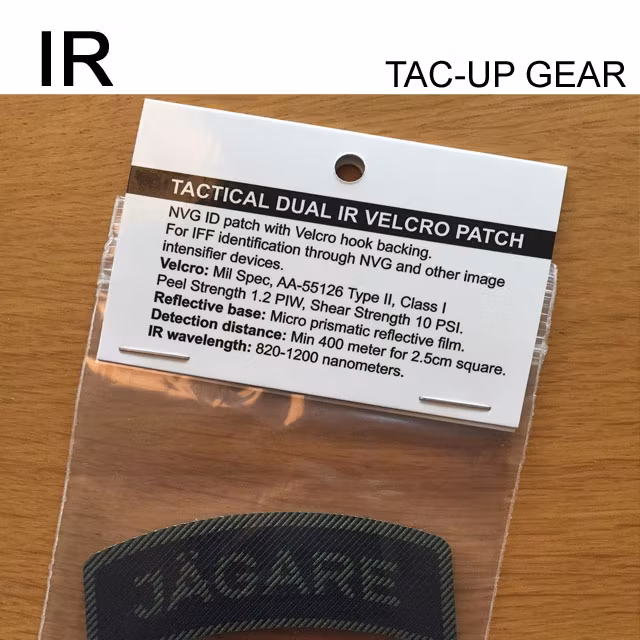 IR
TAC-UP GEAR
TACTICAL DUAL IR VELCRO PATCH
NVG ID patch with Velcro hook backing.
For IFF identification through NVG and other image
intensifier devices.
Velcro: Mil Spec, AA-55126 Type II, Class I
Peel Strength 1.2 PIW, Shear Strength 10 PSI.
Reflective base: Micro prismatic reflective film.
Detection distance: Min 400 meter for 2.5cm square.
IR wavelength: 820-1200 nanometers.
JÄGARE